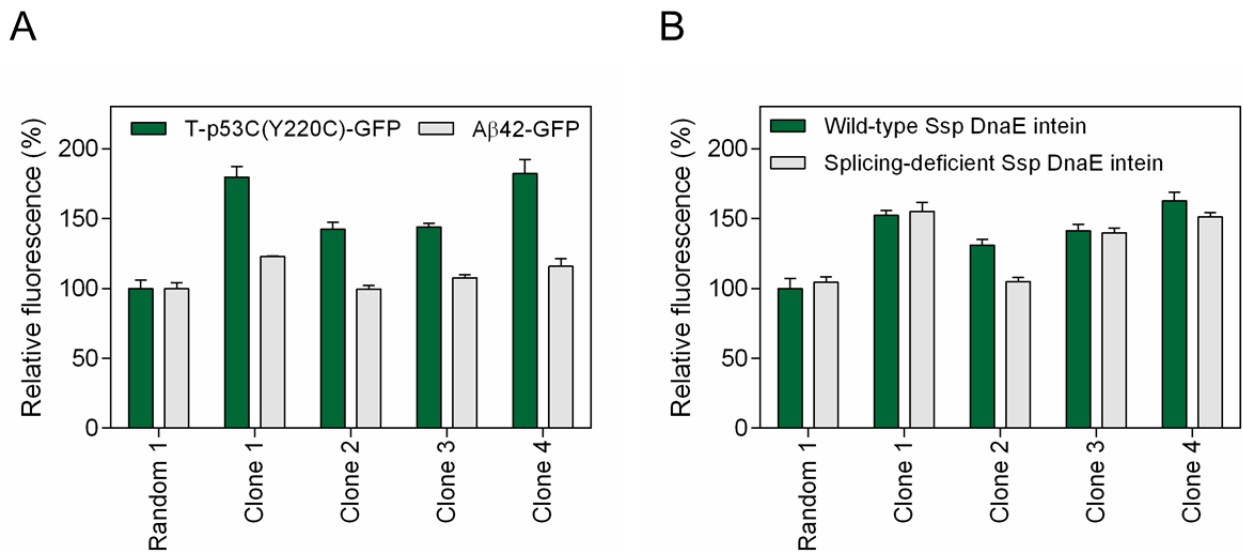 A
Relative fluorescence (%)
T-p53C(Y220C)-GFP Aβ42-GFP
200
150
100
50
0
Random 1
Clone 1
Clone 2
Clone 3
Clone 4
B
Relative fluorescence (%)
Wild-type Ssp DnaE intein
Splicing-deficient Ssp DnaE intein
200
150
100
50
0
Random 1
Clone 1
Clone 2
Clone 3
Clone 4